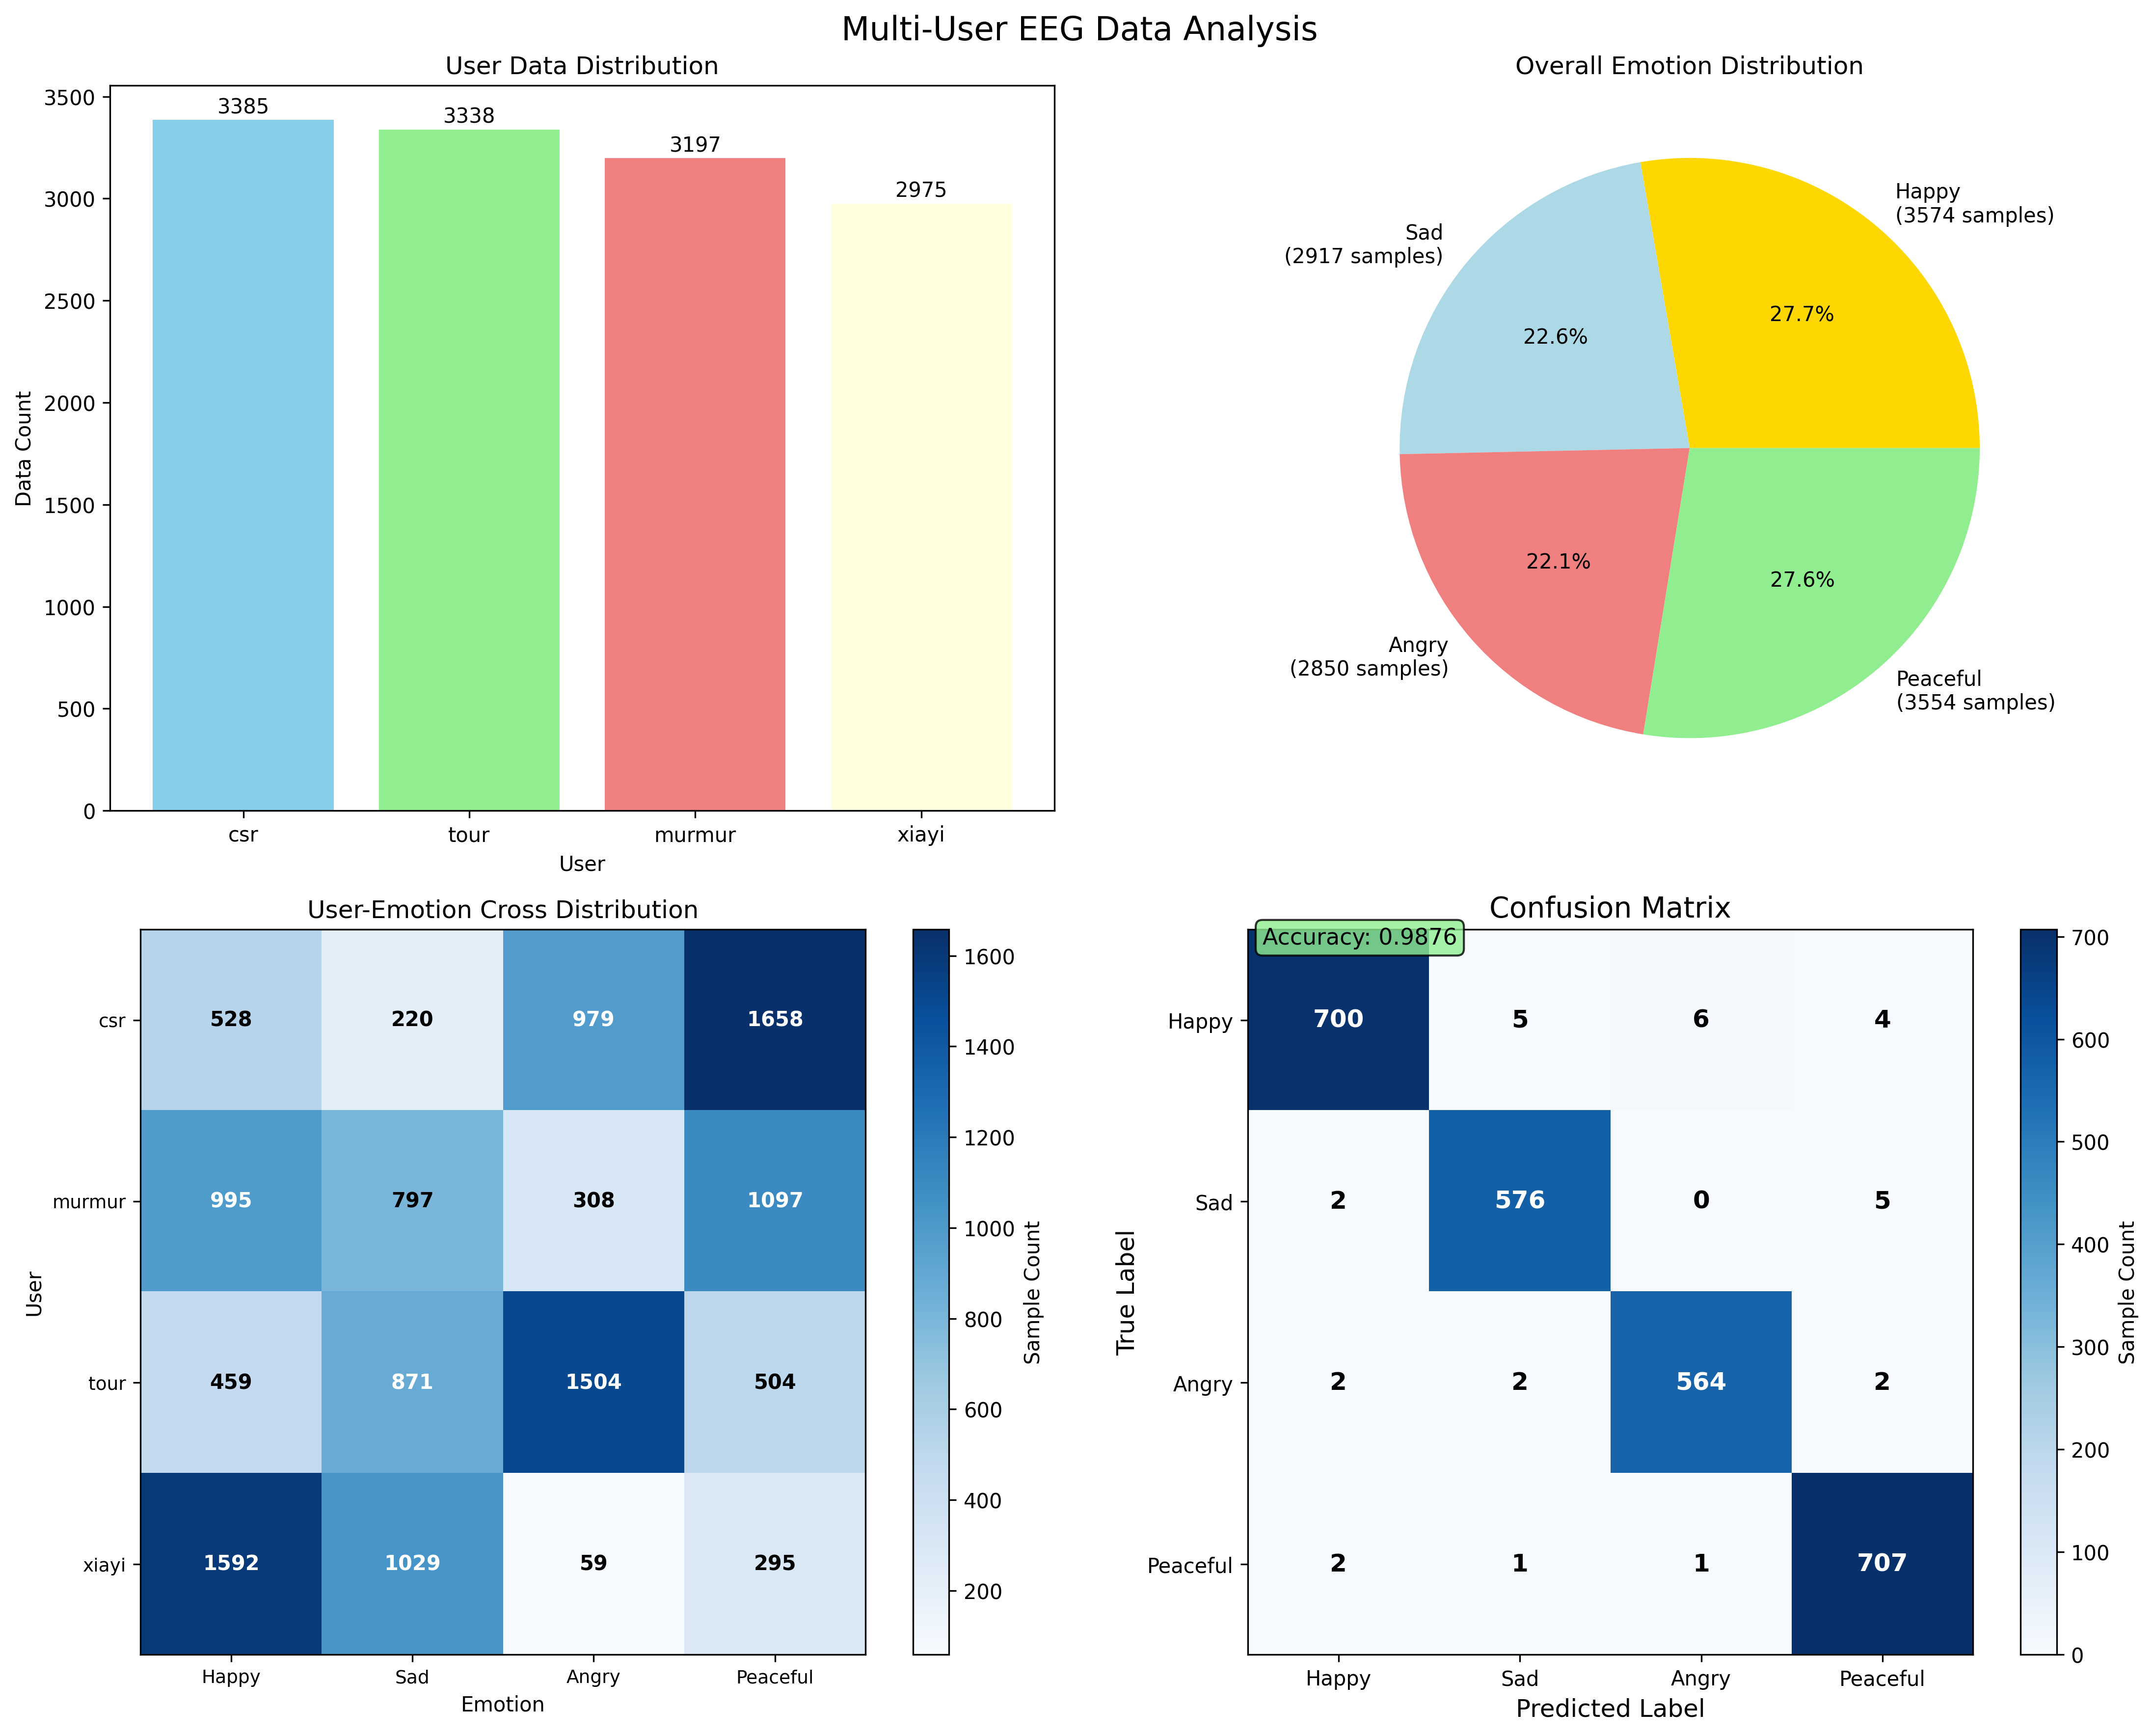 Multi-User EEG Data Analysis
User Data Distribution
3385
3338
3197
2975
3500
3000
2500
2000
1500
1000
500
0
Data Count
csr
tour
murmur
xiayi
User
Overall Emotion Distribution
Happy
(3574 samples)
27.7%
Sad
(2917 samples)
22.6%
Angry
(2850 samples)
22.1%
Peaceful
(3554 samples)
27.6%
User-Emotion Cross Distribution
User
csr 528 220 979 1658
murmur 995 797 308 1097
tour 459 871 1504 504
xiayi 1592 1029 59 295
Happy Sad Angry Peaceful
Emotion
1600
1400
1200
1000
800
600
400
200
Sample Count
Confusion Matrix
Accuracy: 0.9876
True Label
Happy 700 5 6 4
Sad 2 576 0 5
Angry 2 2 564 2
Peaceful 2 1 1 707
Happy Sad Angry Peaceful
Predicted Label
700
600
500
400
300
200
100
0
Sample Count